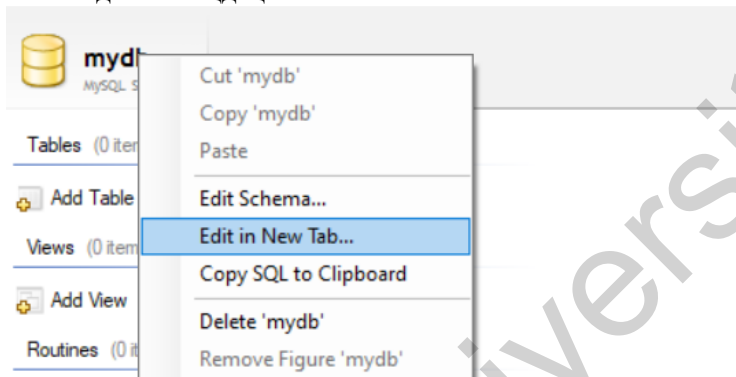 mydb
MySQL S
Cut 'mydb'
Copy 'mydb'
Tables (0 iter
Paste
Add Table
Edit Schema...
Edit in New Tab...
Views (0 item
Copy SQL to Clipboard
Add View
Delete 'mydb'
Routines (0 it
Remove Figure 'mydb'